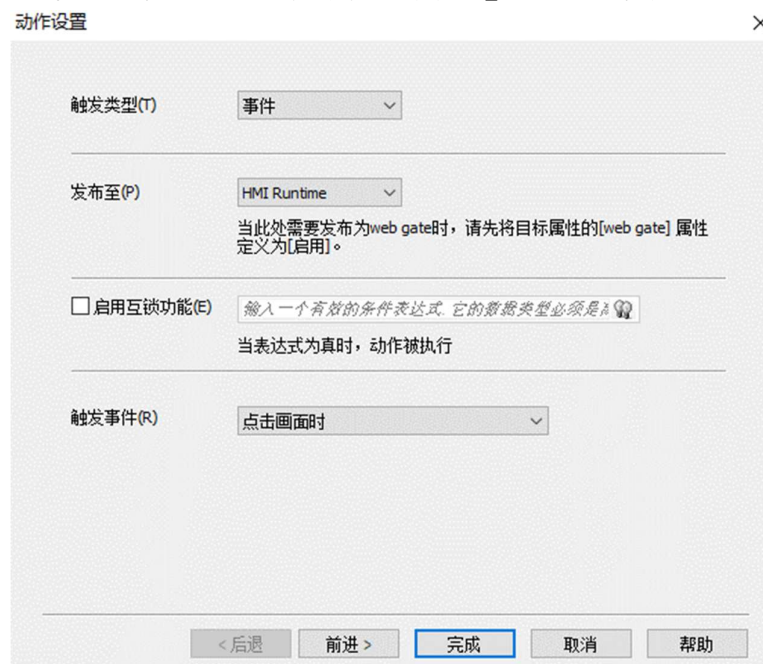 动作设置
触发类型(T)
事件
发布至(P)
HMI Runtime
当此处需要发布为web gate时，请先将目标属性的[web gate] 属性
定义为[启用]。
启用互锁功能(E)
输入一个有效的条件表达式. 它的数据类型必须是
当表达式为真时，动作被执行
触发事件(R)
点击画面时
< 后退 前进 > 完成 取消 帮助